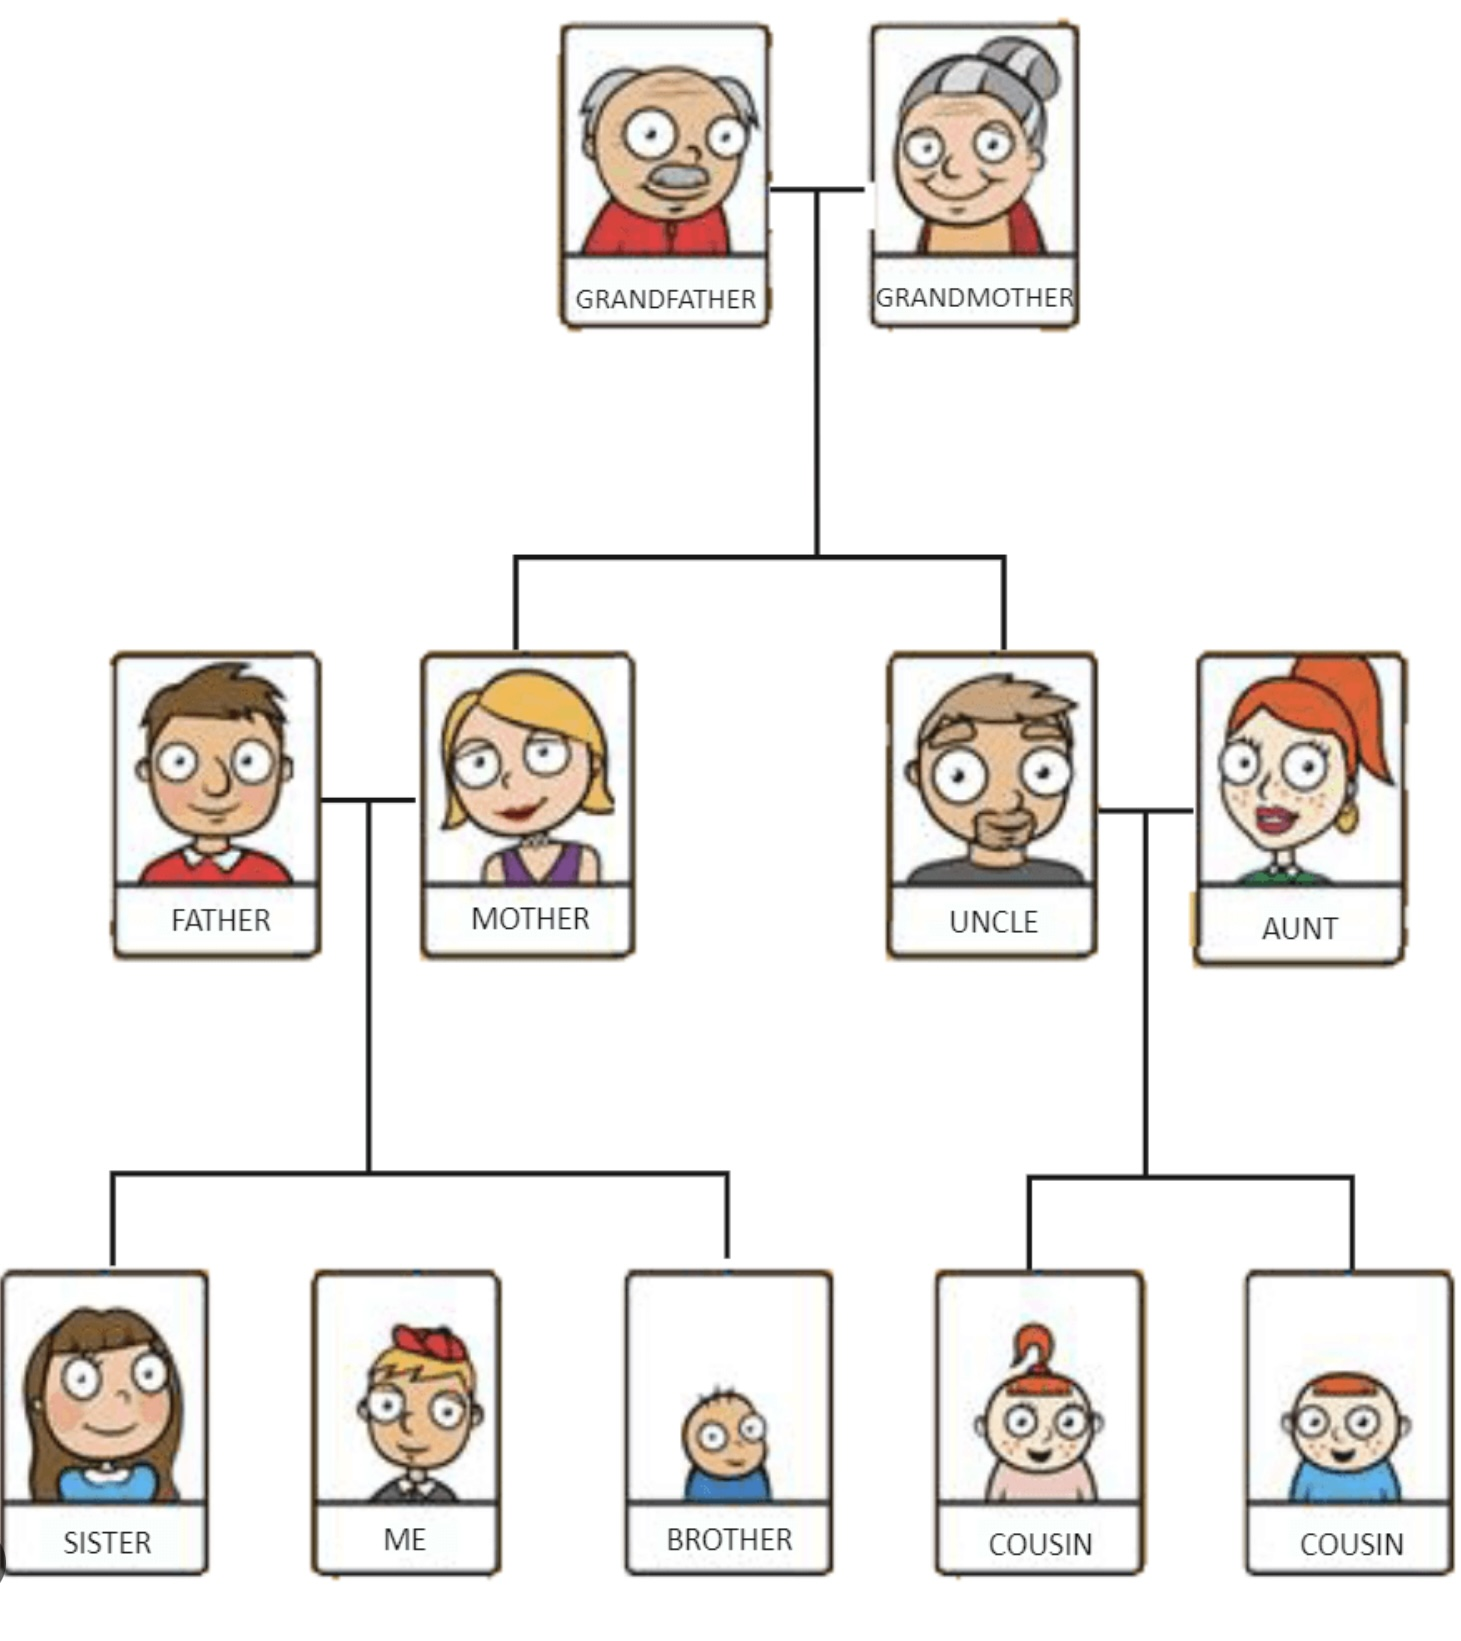 GRANDFATHER
GRANDMOTHER
FATHER
MOTHER
UNCLE
AUNT
SISTER
ME
BROTHER
COUSIN
COUSIN